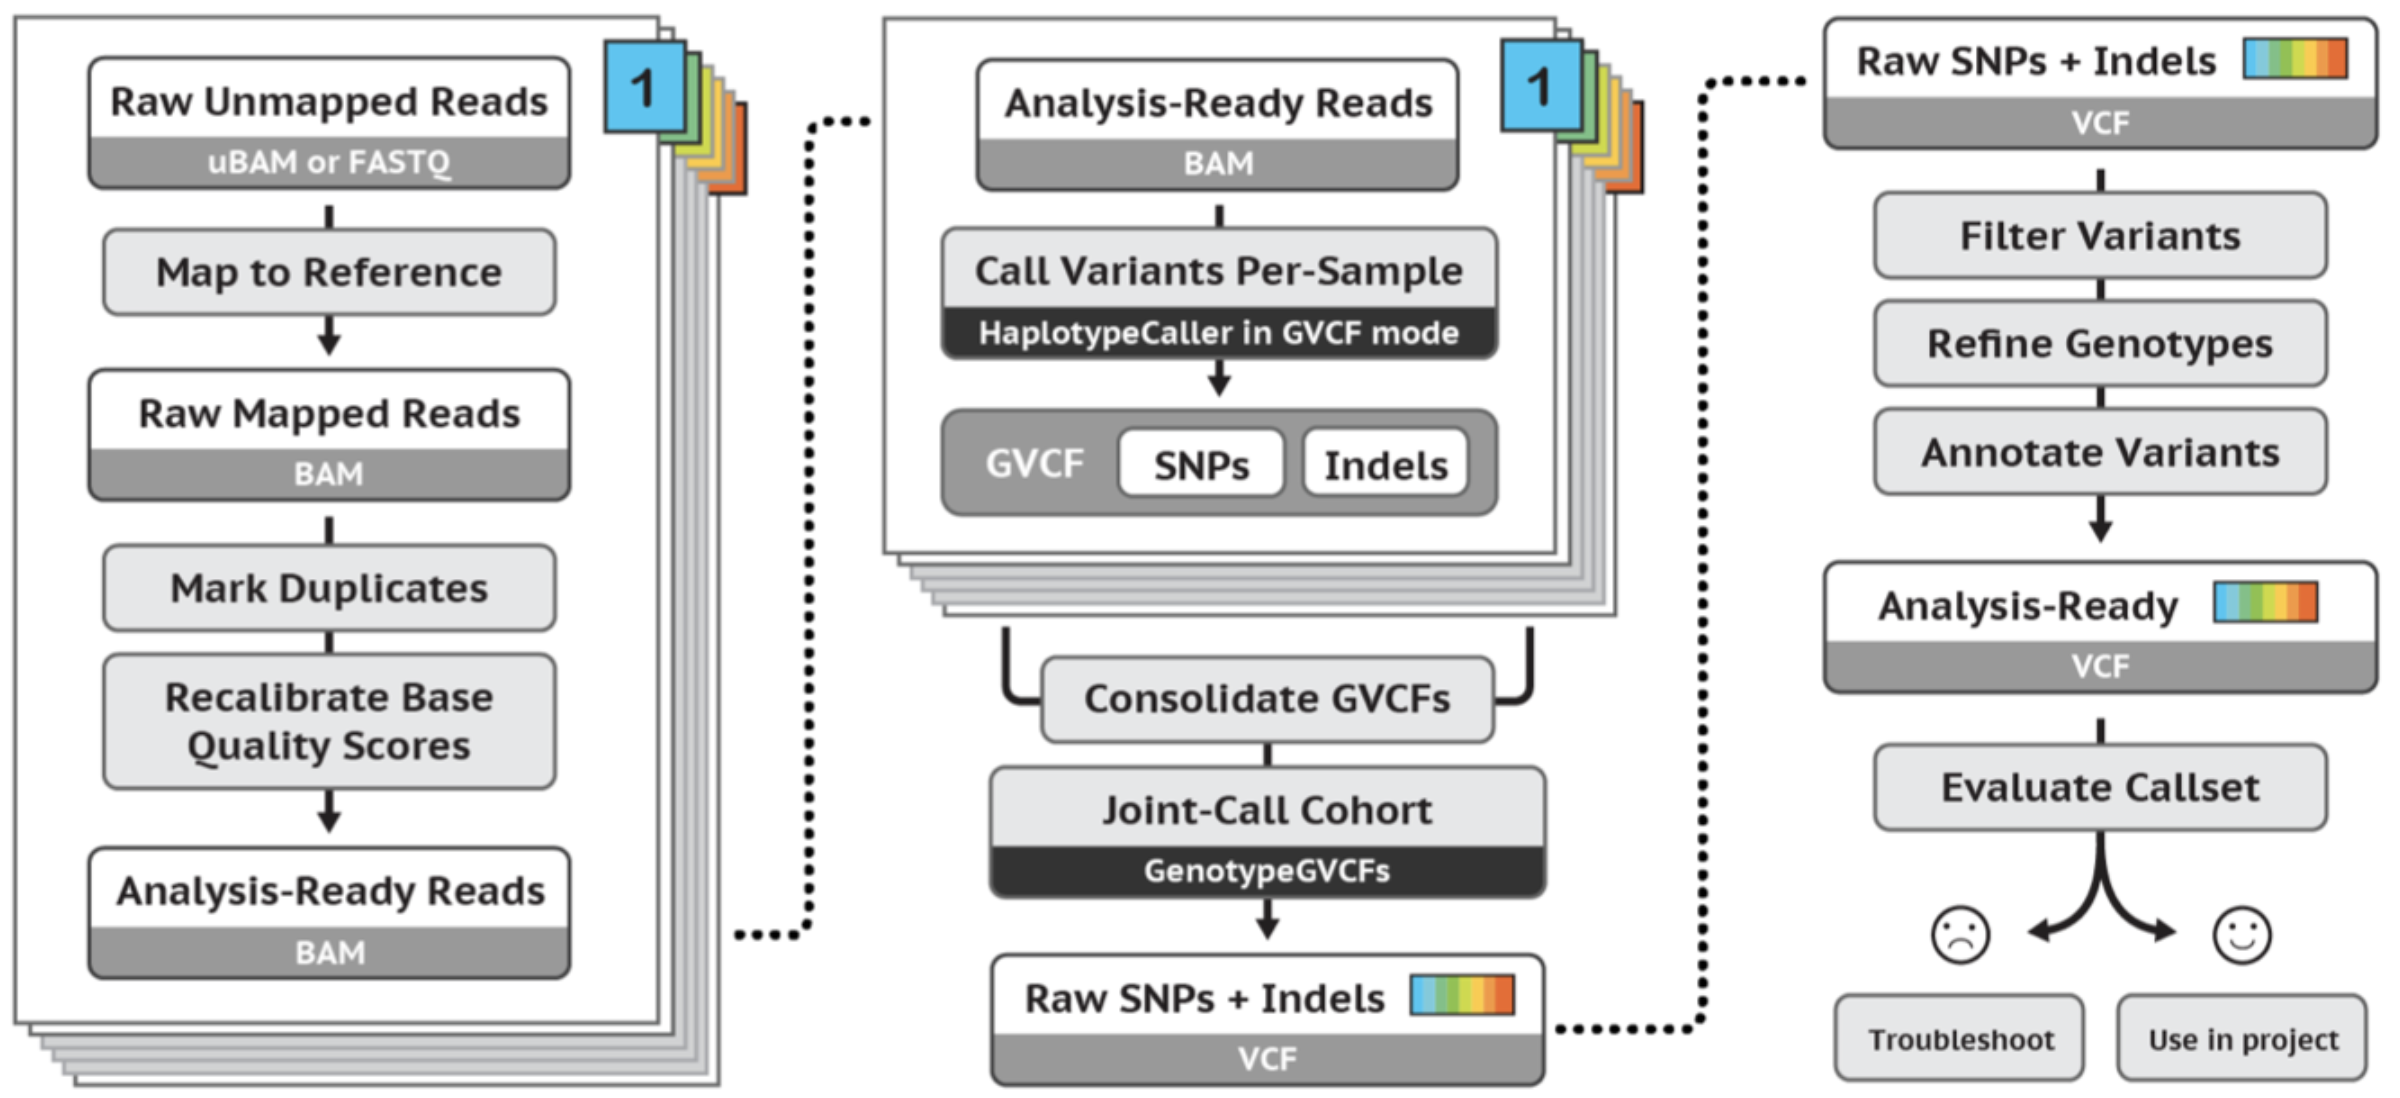 1
Raw Unmapped Reads
uBAM or FASTQ
Map to Reference
Raw Mapped Reads
BAM
Mark Duplicates
Recalibrate Base
Quality Scores
Analysis-Ready Reads
BAM
1
Analysis-Ready Reads
BAM
Call Variants Per-Sample
HaplotypeCaller in GVCF mode
GVCF SNPs Indels
Consolidate GVCFs
Joint-Call Cohort
GenotypeGVCFs
Raw SNPs + Indels
VCF
Raw SNPs + Indels
VCF
Filter Variants
Refine Genotypes
Annotate Variants
Analysis-Ready
VCF
Evaluate Callset
Troubleshoot
Use in project